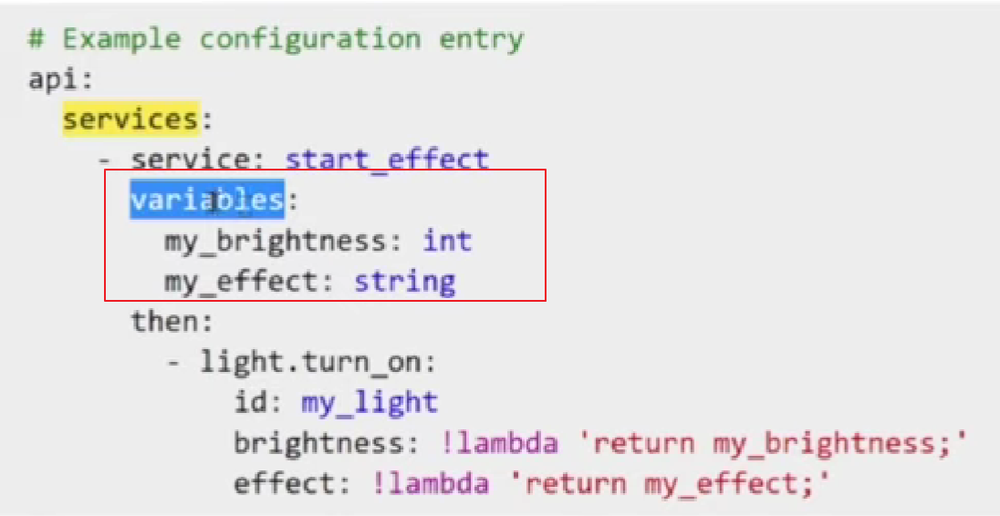 # Example configuration entry
api:
  services:
    - service: start_effect
      variables:
        my_brightness: int
        my_effect: string
      then:
        - light.turn_on:
            id: my_light
            brightness: !lambda 'return my_brightness;'
            effect: !lambda 'return my_effect;'